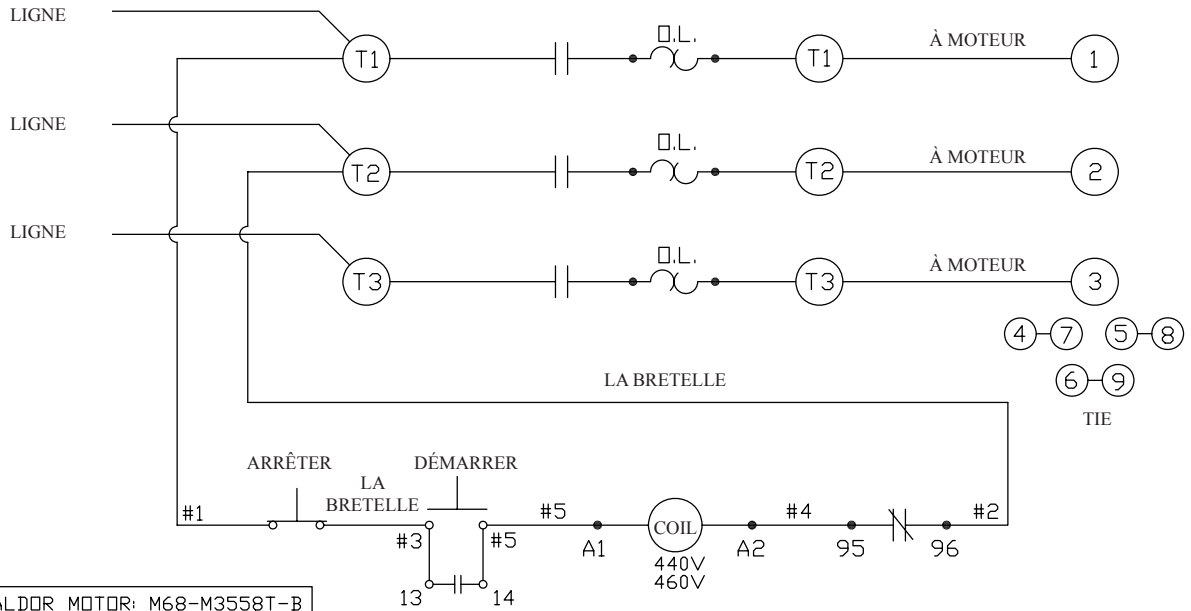 LIGNE
T1
O.L.
T1
À MOTEUR
1
LIGNE
T2
O.L.
T2
À MOTEUR
2
LIGNE
T3
O.L.
T3
À MOTEUR
3
4 7 5 8
6 9
TIE
LA BRETELLE
ARRÊTER
LA
BRETELLE
DÉMARRER
#1
#3
#5
#5
A1
COIL
440V
460V
A2
#4
95
96
#2
13
14
ALDOR MOTOR: M68-M3558T-B